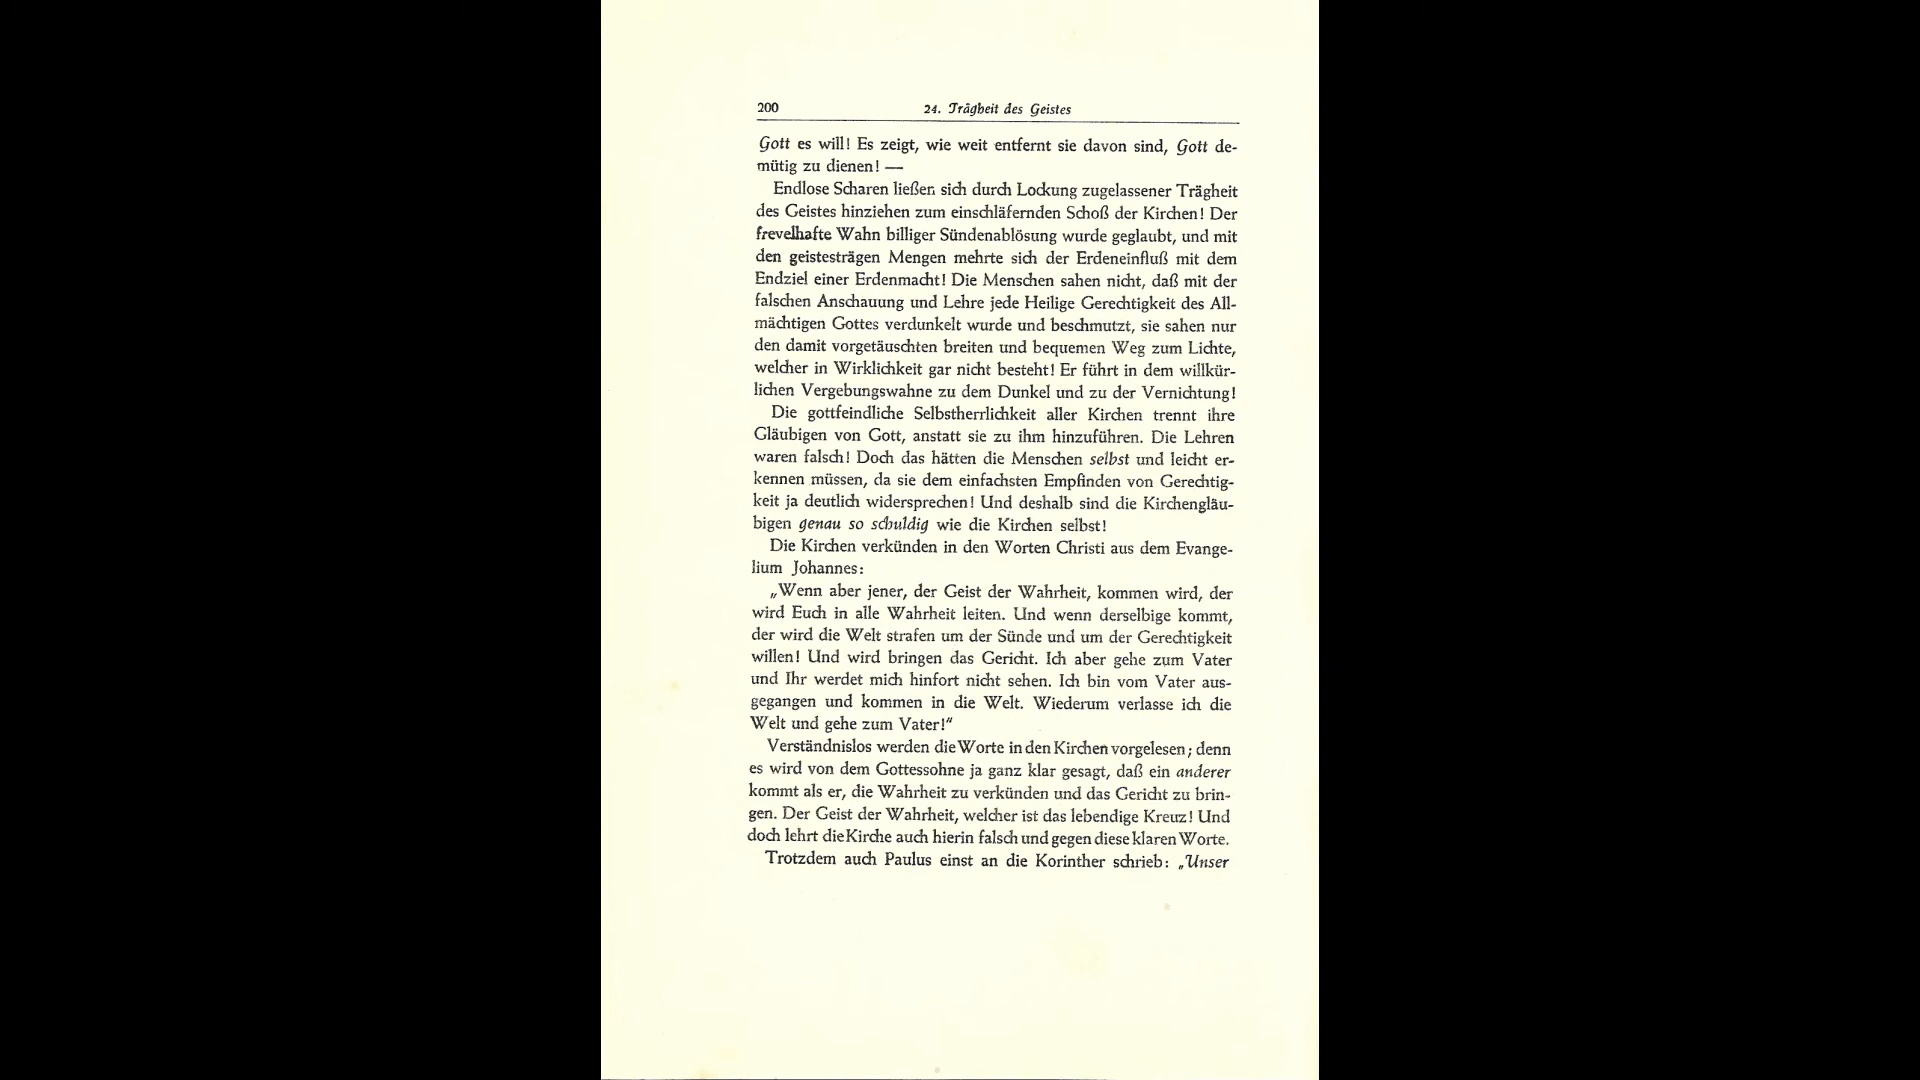 200
24. Trägheit des Geistes
Gott es will! Es zeigt, wie weit entfernt sie davon sind, Gott de-
mütig zu dienen! —
Endlose Scharen ließen sich durch Lockung zugelassener Trägheit
des Geistes hinziehen zum einschläfernden Schoß der Kirchen! Der
frevelhafte Wahn billiger Sündenablösung wurde geglaubt, und mit
den geistesträgen Mengen mehrte sich der Erdeneinfluß mit dem
Endziel einer Erdenmacht! Die Menschen sahen nicht, daß mit der
falschen Anschauung und Lehre jede Heilige Gerechtigkeit des All-
mächtigen Gottes verdunkelt wurde und beschmutzt, sie sahen nur
den damit vorgetäuschten breiten und bequemen Weg zum Lichte,
welcher in Wirklichkeit gar nicht besteht! Er führt in dem willkür-
lichen Vergebungswahne zu dem Dunkel und zu der Vernichtung!
Die gottfeindliche Selbstherrlichkeit aller Kirchen trennt ihre
Gläubigen von Gott, anstatt sie zu ihm hinzuführen. Die Lehren
waren falsch! Doch das hätten die Menschen selbst und leicht er-
kennen müssen, da sie dem einfachsten Empfinden von Gerechtig-
keit ja deutlich widersprechen! Und deshalb sind die Kirchengläu-
bigen genau so schuldig wie die Kirchen selbst!
Die Kirchen verkünden in den Worten Christi aus dem Evange-
lium Johannes:
„Wenn aber jener, der Geist der Wahrheit, kommen wird, der
wird Euch in alle Wahrheit leiten. Und wenn derselbige kommt,
der wird die Welt strafen um der Sünde und um der Gerechtigkeit
willen! Und wird bringen das Gericht. Ich aber gehe zum Vater
und Ihr werdet mich hinfort nicht sehen. Ich bin vom Vater aus-
gegangen und kommen in die Welt. Wiederum verlasse ich die
Welt und gehe zum Vater!“
Verständnislos werden die Worte in den Kirchen vorgelesen; denn
es wird von dem Gottessohne ja ganz klar gesagt, daß ein anderer
kommt als er, die Wahrheit zu verkünden und das Gericht zu brin-
gen. Der Geist der Wahrheit, welcher ist das lebendige Kreuz! Und
doch lehrt die Kirche auch hierin falsch und gegen diese klaren Worte.
Trotzdem auch Paulus einst an die Korinther schrieb: „Unser